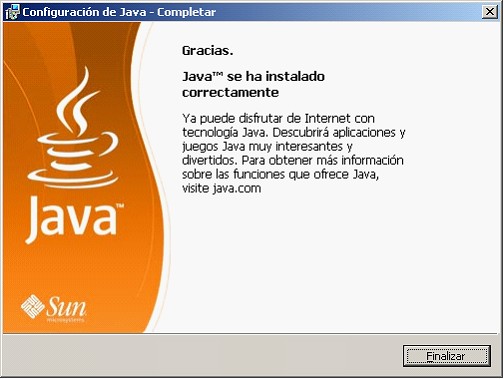 Configuración de Java - Completar
Gracias.
Java™ se ha instalado
correctamente
Ya puede disfrutar de Internet con
tecnología Java. Descubrirá aplicaciones y
juegos Java muy interesantes y
divertidos. Para obtener más información
sobre las funciones que ofrece Java,
visite java.com
Java™
Sun
microsystems
Finalizar